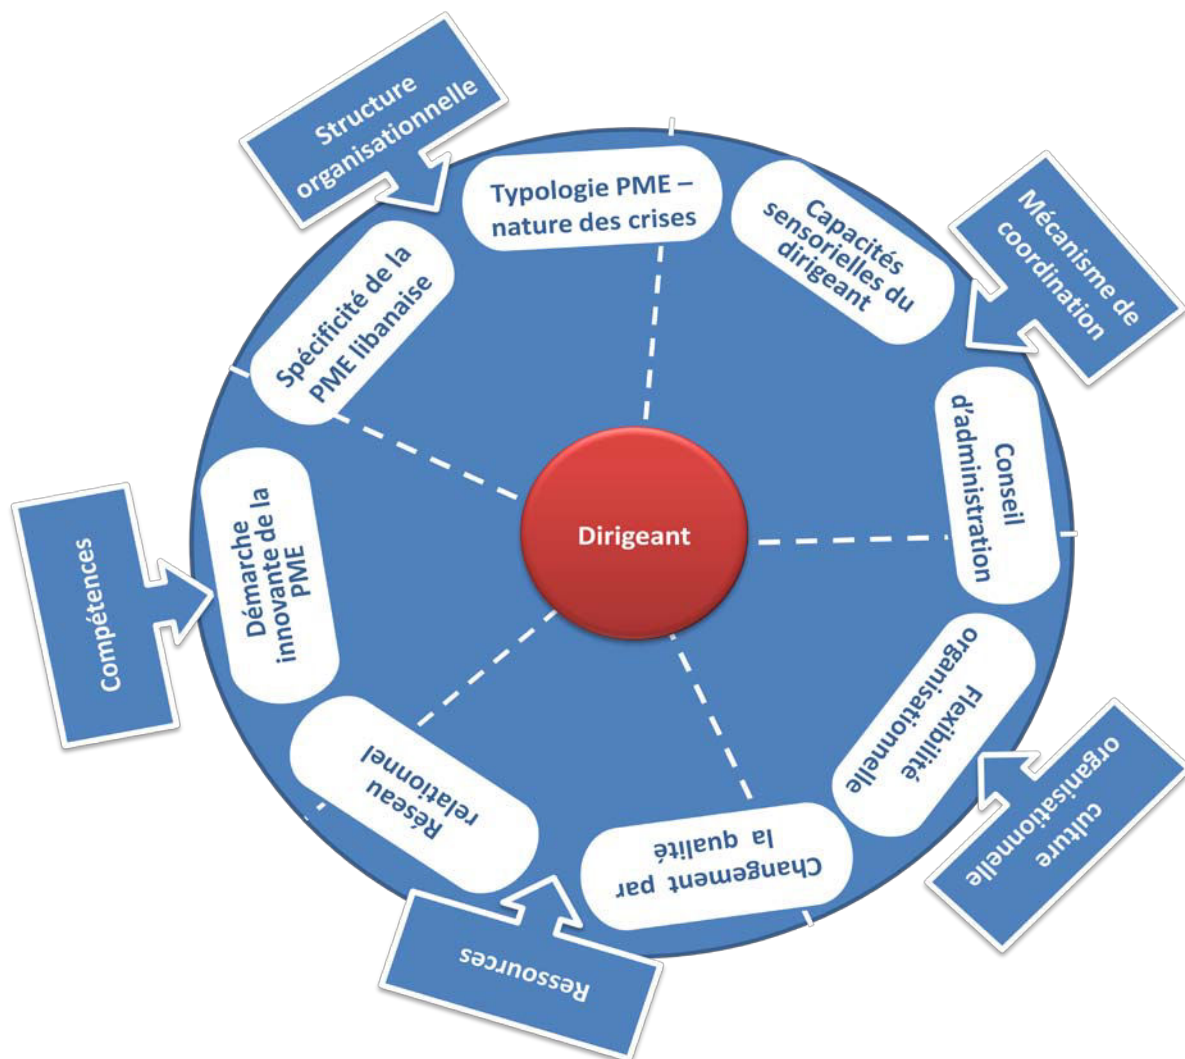 Structure
organisationnelle
Typologie PME –
nature des crises
Capacités
sensorielles du
dirigeant
Mécanisme de
coordination
Spécificité de la
PME libanaise
Conseil
d'administration
Dirigeant
Démarche
innovante de la
PME
Compétences
Flexibilité
organisationnelle
culture
organisationnelle
Réseau
relationnel
Changement par
la qualité
Ressources